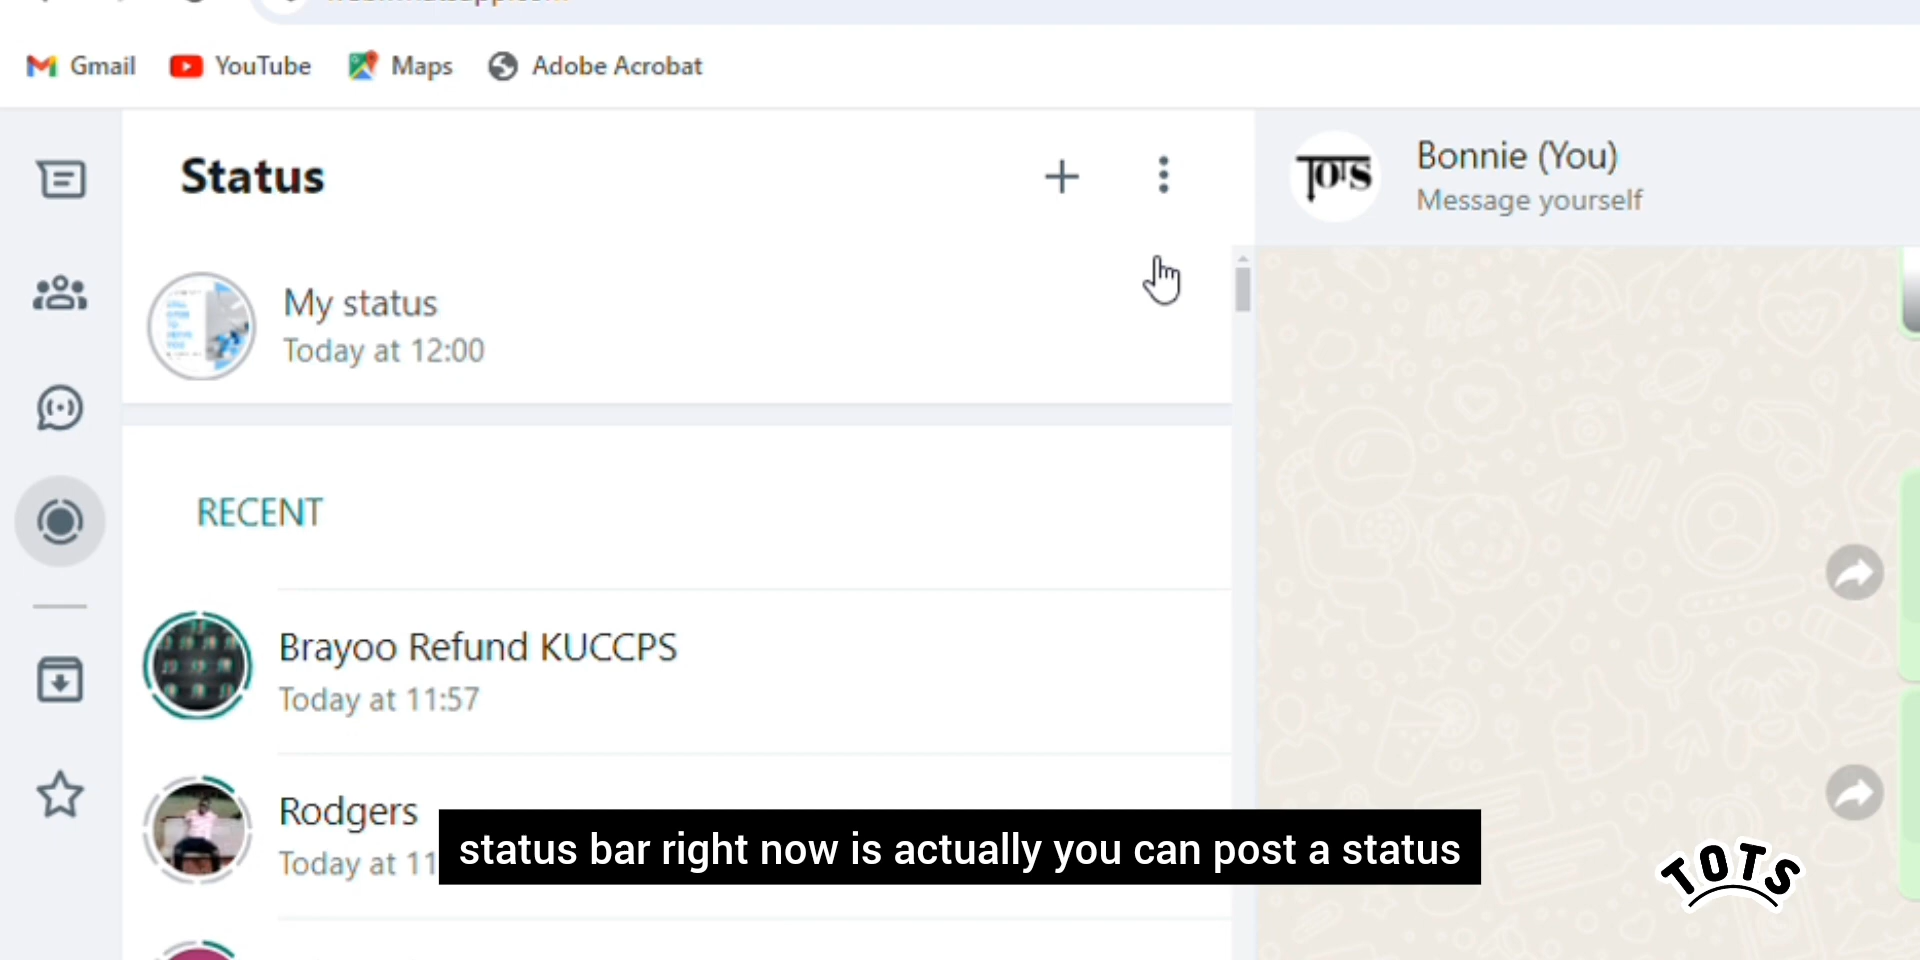 Gmail
YouTube
Maps
Adobe Acrobat
Status
TOTS
Bonnie (You)
Message yourself
My status
Today at 12:00
RECENT
Brayoo Refund KUCCPS
Today at 11:57
Rodgers
Today at 11
status bar right now is actually you can post a status
TOTS